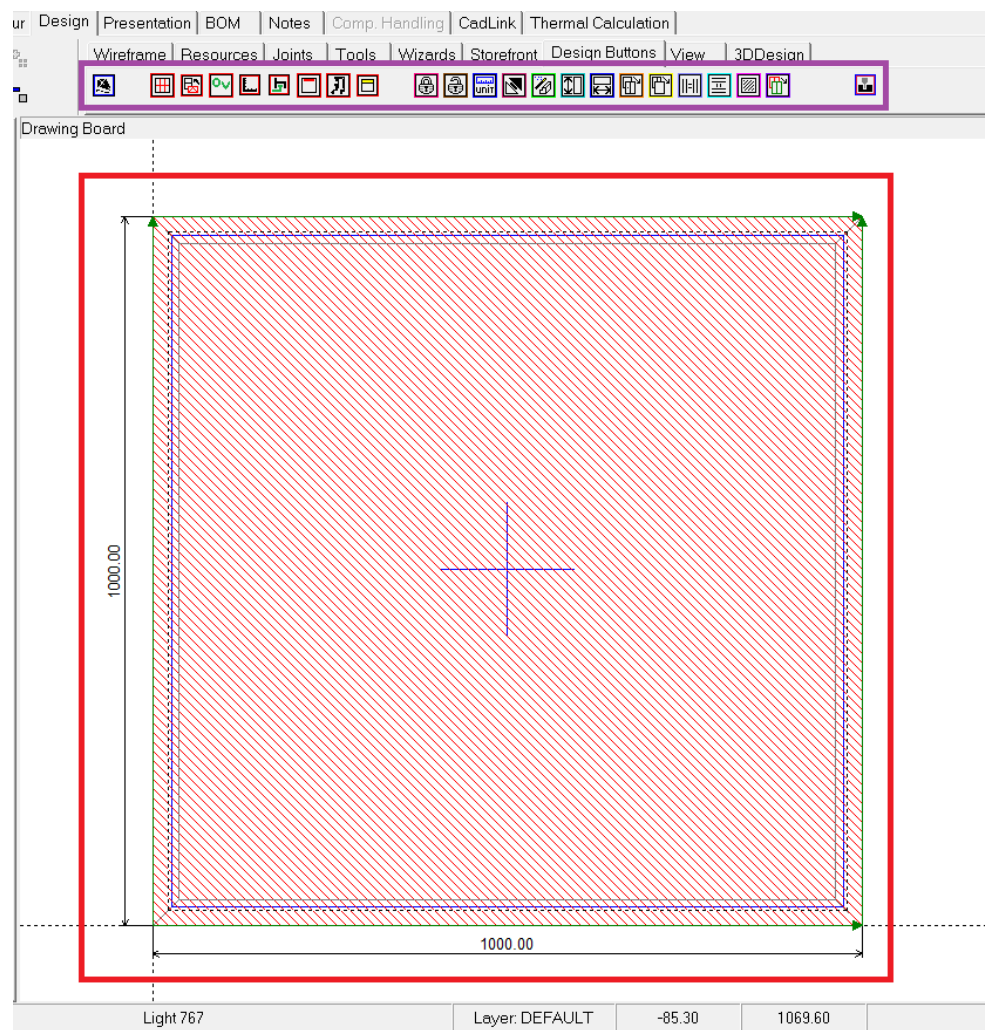 ur Design Presentation BOM Notes Comp. Handling CadLink Thermal Calculation
Wireframe Resources Joints Tools Wizards Storefront Design Buttons View 3DDesign
unit
Drawing Board
1000.00
1000.00
Light 767 Layer: DEFAULT -85.30 1069.60